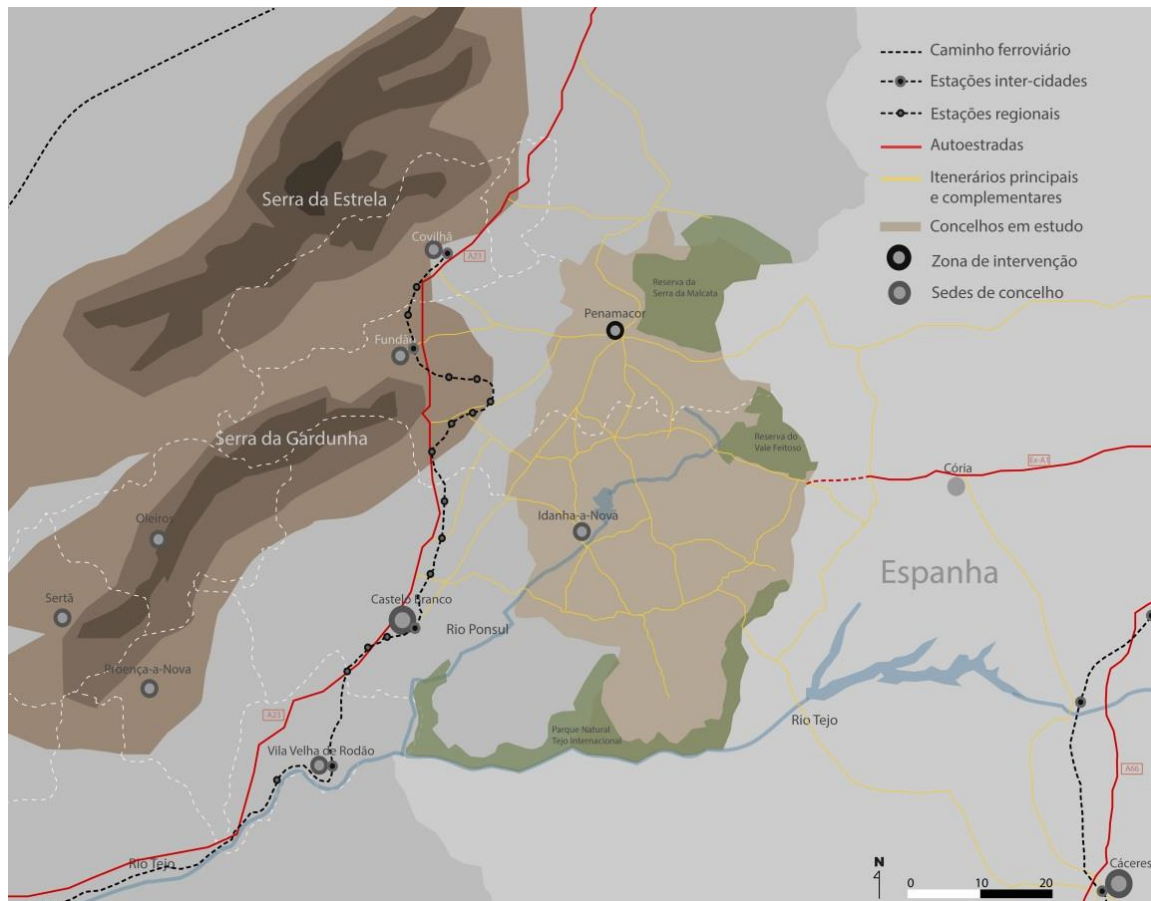 Caminho ferroviário
Estações inter-cidades
Estações regionais
Autoestradas
Itenerários principais
e complementares
Concelhos em estudo
Zona de intervenção
Sedes de concelho
Serra da Estrela
Covilhã
A23
Reserva da
Serra da Malcata
Penamacor
Fundão
Serra da Gardunha
Reserva do
Vale Feitoso
Ex-A1
Cória
Oleiros
Idanha-a-Nova
Espanha
Sertã
Castelo Branco
Rio Ponsul
Proença-a-Nova
A23
Rio Tejo
Parque Natural
Tejo Internacional
Vila Velha de Rodão
A66
Rio Tejo
N
0 10 20
Cáceres